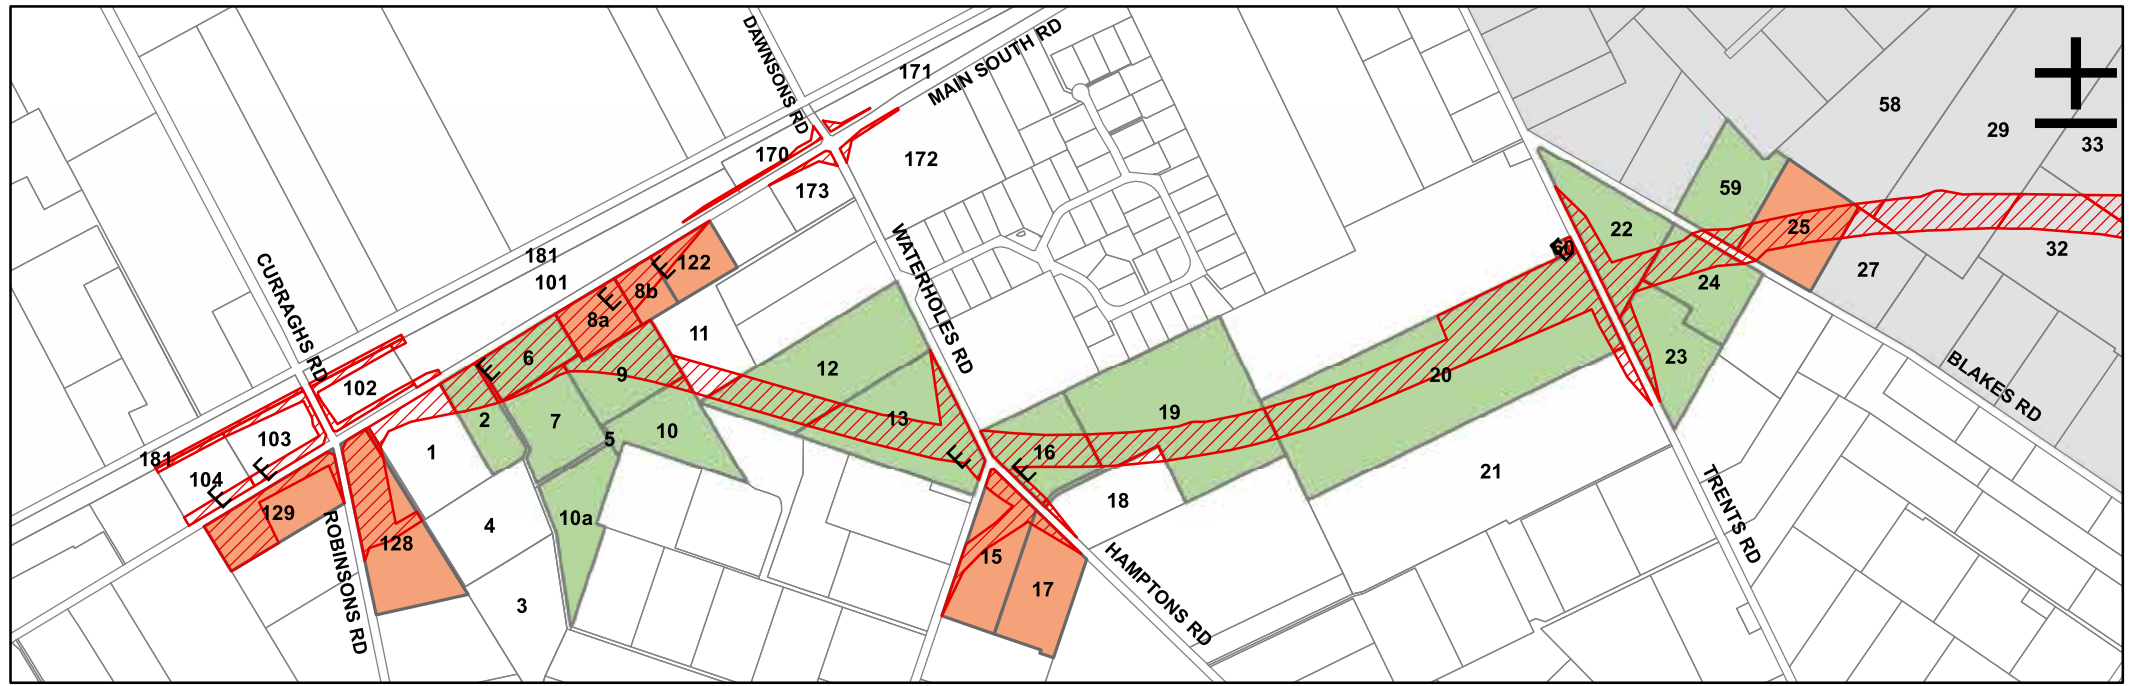 DAWNSONS RD
MAIN SOUTH RD
171
58
29
33
170
172
173
59
22
25
CURRAGHS RD
181
101
WATERHOLES RD
E
122
60
E
32
27
24
E
8b
8a
11
6
9
12
20
23
BLAKES RD
102
E
2
7
13
19
103
1
5
10
16
181
104
E
E
E
E
18
21
TRENTS RD
129
ROBINSONS RD
4
10a
128
15
17
HAMPTONS RD
3